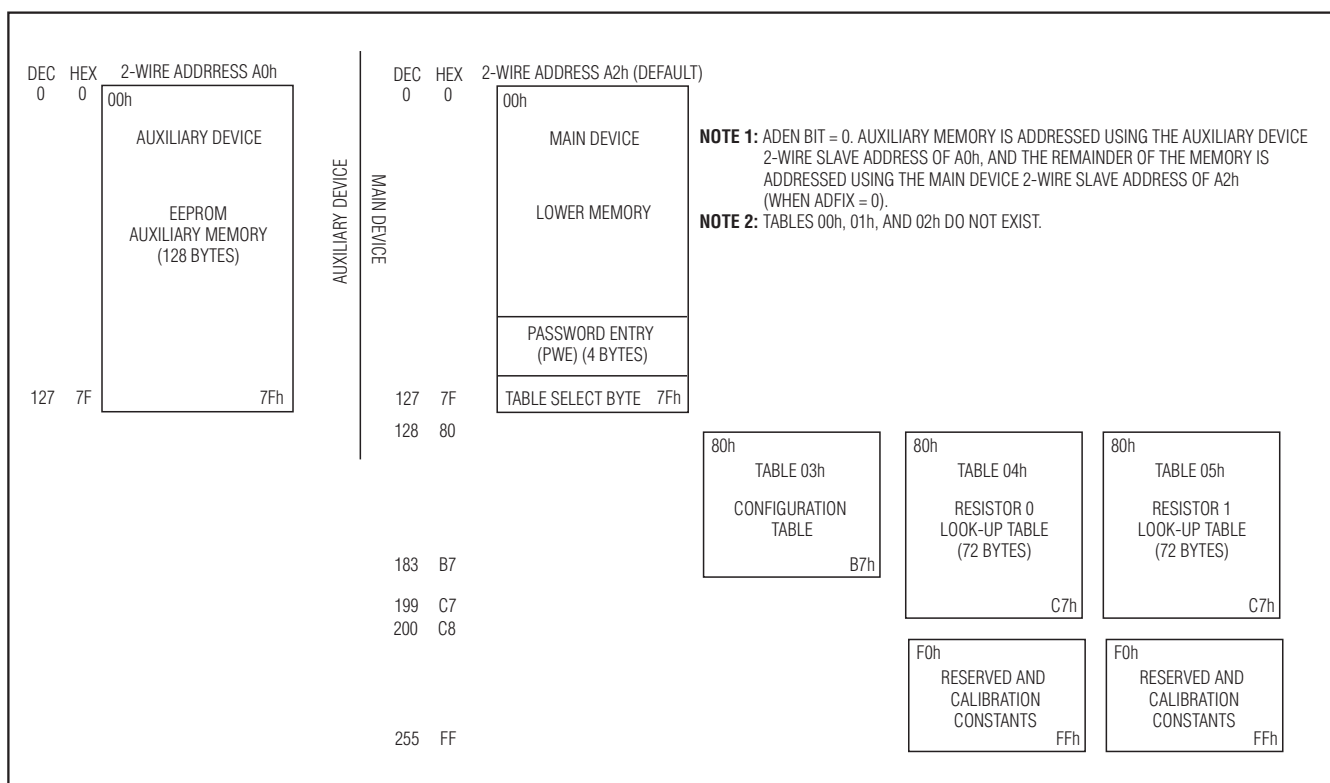 DEC HEX 2-WIRE ADDRRESS A0h
0 0 00h
AUXILIARY DEVICE
EEPROM
AUXILIARY MEMORY
(128 BYTES)
127 7F 7Fh
AUXILIARY DEVICE
MAIN DEVICE
DEC HEX 2-WIRE ADDRESS A2h (DEFAULT)
0 0 00h
MAIN DEVICE
LOWER MEMORY
PASSWORD ENTRY
(PWE) (4 BYTES)
127 7F TABLE SELECT BYTE 7Fh
128 80
183 B7
199 C7
200 C8
255 FF
NOTE 1: ADEN BIT = 0. AUXILIARY MEMORY IS ADDRESSED USING THE AUXILIARY DEVICE
2-WIRE SLAVE ADDRESS OF A0h, AND THE REMAINDER OF THE MEMORY IS
ADDRESSED USING THE MAIN DEVICE 2-WIRE SLAVE ADDRESS OF A2h
(WHEN ADFIX = 0).
NOTE 2: TABLES 00h, 01h, AND 02h DO NOT EXIST.
80h
TABLE 03h
CONFIGURATION
TABLE
B7h
80h
TABLE 04h
RESISTOR 0
LOOK-UP TABLE
(72 BYTES)
C7h
80h
TABLE 05h
RESISTOR 1
LOOK-UP TABLE
(72 BYTES)
C7h
F0h
RESERVED AND
CALIBRATION
CONSTANTS
FFh
F0h
RESERVED AND
CALIBRATION
CONSTANTS
FFh